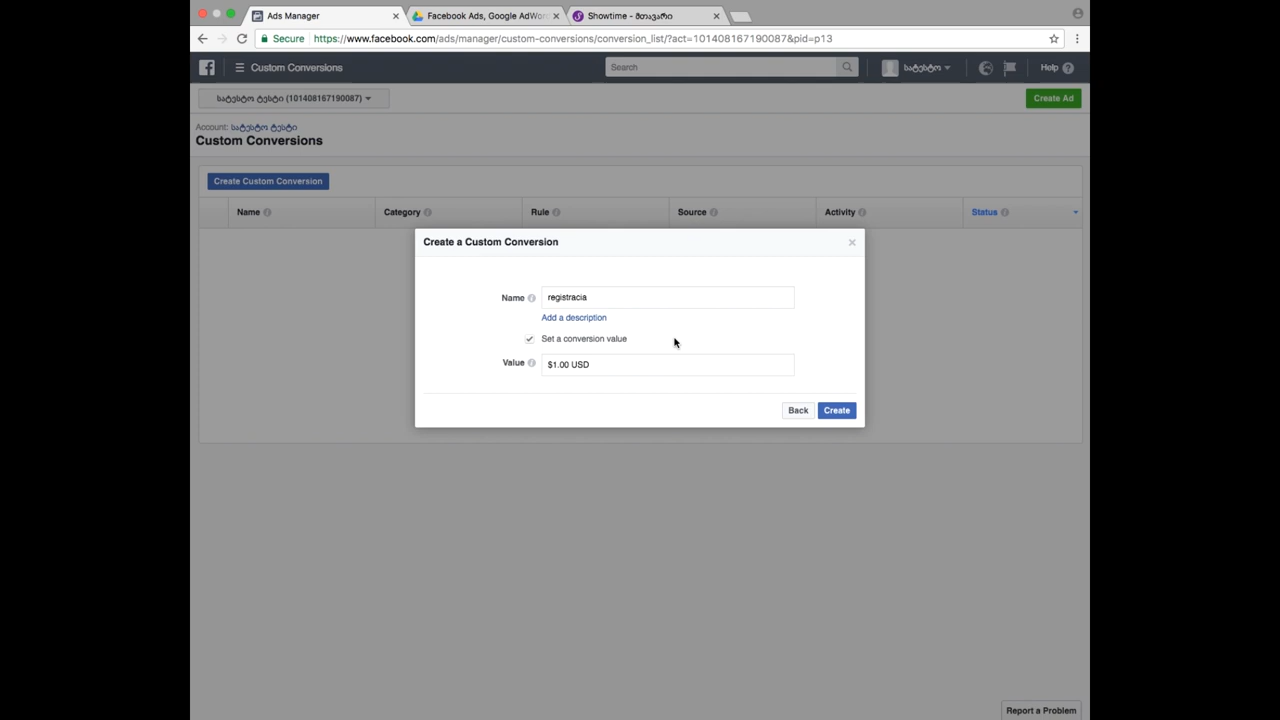 Ads Manager
Facebook Ads, Google AdWor
Showtime - მთავარი
Secure
https://www.facebook.com/ads/manager/custom-conversions/conversion_list/?act=101408167190087&pid=p13
Custom Conversions
Search
სატესტო
Help
სატესტო ტესტი (101408167190087)
Create Ad
Account: სატესტო ტესტი
Custom Conversions
Create Custom Conversion
Name
Category
Rule
Source
Activity
Status
Create a Custom Conversion
Name
registracia
Add a description
Set a conversion value
Value
$1.00 USD
Back
Create
Report a Problem